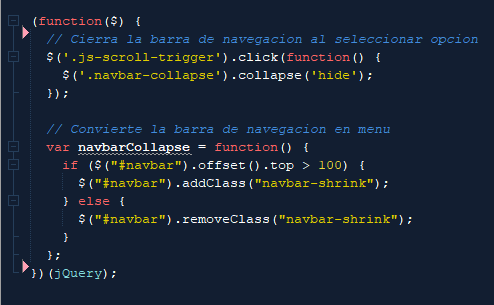 (function($) {
// Cierra la barra de navegacion al seleccionar opcion
$('.js-scroll-trigger').click(function() {
$('.navbar-collapse').collapse('hide');
});
// Convierte la barra de navegacion en menu
var navbarCollapse = function() {
if ($("#navbar").offset().top > 100) {
$("#navbar").addClass("navbar-shrink");
} else {
$("#navbar").removeClass("navbar-shrink");
}
};
})(jQuery);